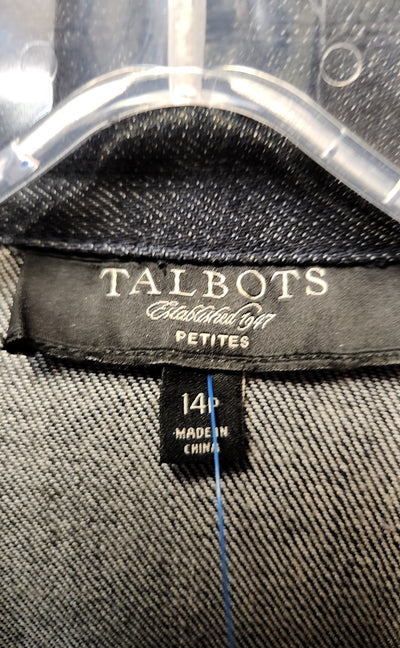 TALBOTS
Established 1947
PETITES
14P
MADE IN
CHINA